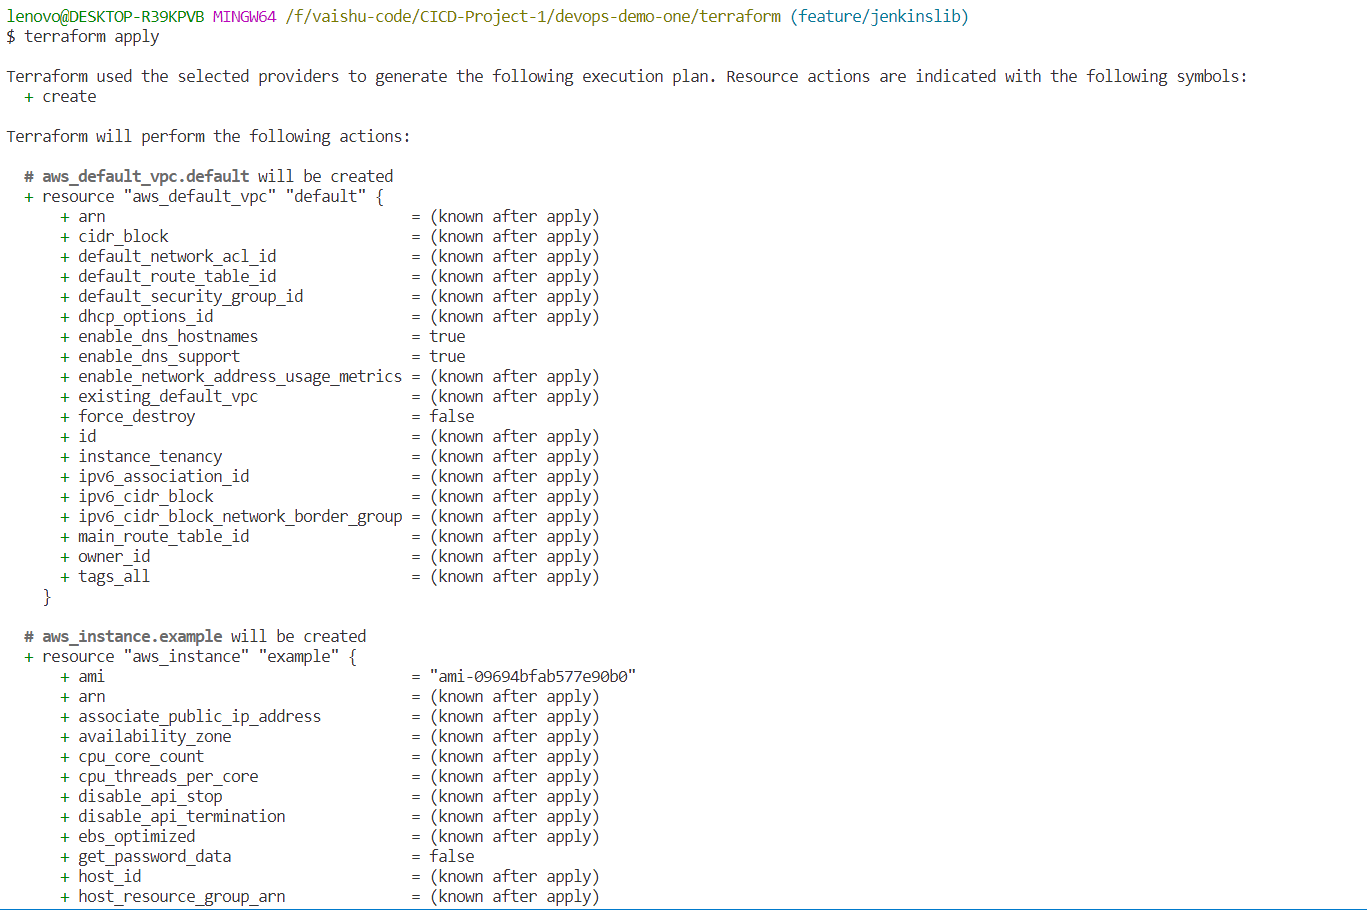 lenovo@DESKTOP-R39KPVB MINGW64 /f/vaishu-code/CICD-Project-1/devops-demo-one/terraform (feature/jenkinslib)
$ terraform apply
Terraform used the selected providers to generate the following execution plan. Resource actions are indicated with the following symbols:
+ create
Terraform will perform the following actions:
# aws_default_vpc.default will be created
+ resource "aws_default_vpc" "default" {
+ arn = (known after apply)
+ cidr_block = (known after apply)
+ default_network_acl_id = (known after apply)
+ default_route_table_id = (known after apply)
+ default_security_group_id = (known after apply)
+ dhcp_options_id = (known after apply)
+ enable_dns_hostnames = true
+ enable_dns_support = true
+ enable_network_address_usage_metrics = (known after apply)
+ existing_default_vpc = (known after apply)
+ force_destroy = false
+ id = (known after apply)
+ instance_tenancy = (known after apply)
+ ipv6_association_id = (known after apply)
+ ipv6_cidr_block = (known after apply)
+ ipv6_cidr_block_network_border_group = (known after apply)
+ main_route_table_id = (known after apply)
+ owner_id = (known after apply)
+ tags_all = (known after apply)
}
# aws_instance.example will be created
+ resource "aws_instance" "example" {
+ ami = "ami-09694bfab577e90b0"
+ arn = (known after apply)
+ associate_public_ip_address = (known after apply)
+ availability_zone = (known after apply)
+ cpu_core_count = (known after apply)
+ cpu_threads_per_core = (known after apply)
+ disable_api_stop = (known after apply)
+ disable_api_termination = (known after apply)
+ ebs_optimized = (known after apply)
+ get_password_data = false
+ host_id = (known after apply)
+ host_resource_group_arn = (known after apply)